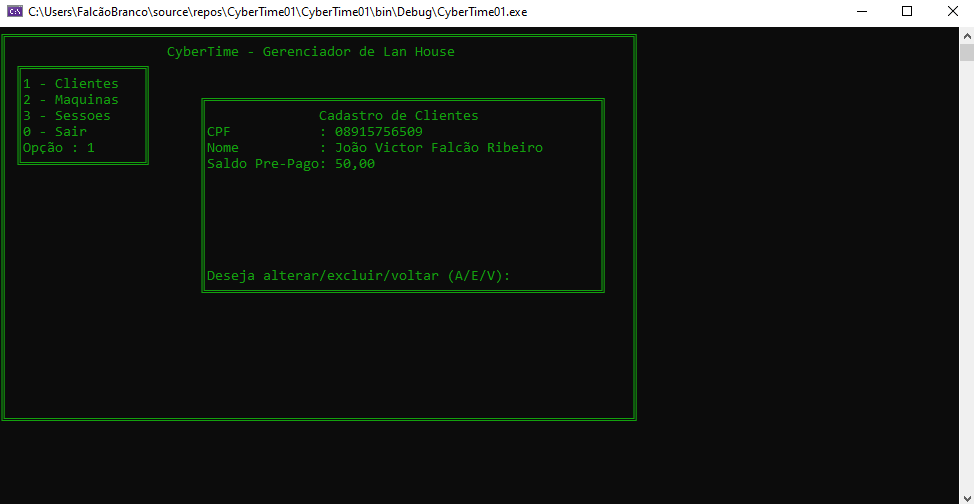 C:\Users\FalcãoBranco\source\repos\CyberTime01\CyberTime01\bin\Debug\CyberTime01.exe
CyberTime - Gerenciador de Lan House
1 - Clientes
2 - Maquinas
3 - Sessoes
0 - Sair
Opção : 1
Cadastro de Clientes
CPF : 08915756509
Nome : João Victor Falcão Ribeiro
Saldo Pre-Pago: 50,00
Deseja alterar/excluir/voltar (A/E/V):